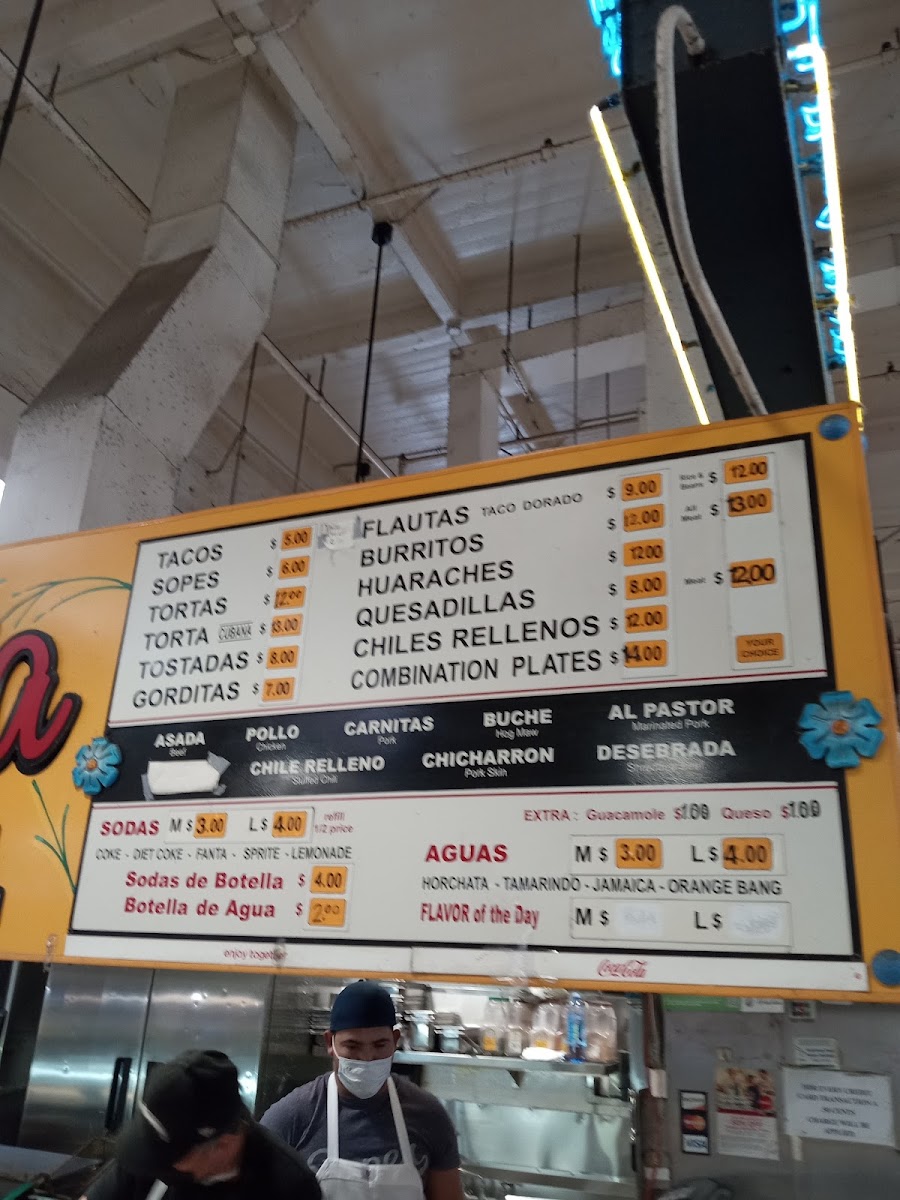 TACOS $ 5.00
SOPES $ 6.00
TORTAS $ 12.00
TORTA CUBANA $ 13.00
TOSTADAS $ 8.00
GORDITAS $ 7.00
FLAUTAS TACO DORADO $ 9.00 Rice & Beans $ 12.00
BURRITOS $ 12.00 All Meat $ 13.00
HUARACHES $ 12.00
QUESADILLAS $ 8.00 Meat $ 12.00
CHILES RELLENOS $ 12.00
COMBINATION PLATES $ 14.00 YOUR CHOICE
ASADA POLLO CARNITAS BUCHE AL PASTOR
Beef Chicken Pork Hog Maw Marinated Pork
CHILE RELLENO CHICHARRON DESEBRADA
Stuffed Chili Pork Skin
SODAS M $ 3.00 L $ 4.00 refill 1/2 price
COKE - DIET COKE - FANTA - SPRITE - LEMONADE
Sodas de Botella $ 4.00
Botella de Agua $ 2.00
EXTRA : Guacamole $1.00 Queso $1.00
AGUAS M $ 3.00 L $ 4.00
HORCHATA - TAMARINDO - JAMAICA - ORANGE BANG
FLAVOR of the Day M $ L $
enjoy together
Coca-Cola
VISA